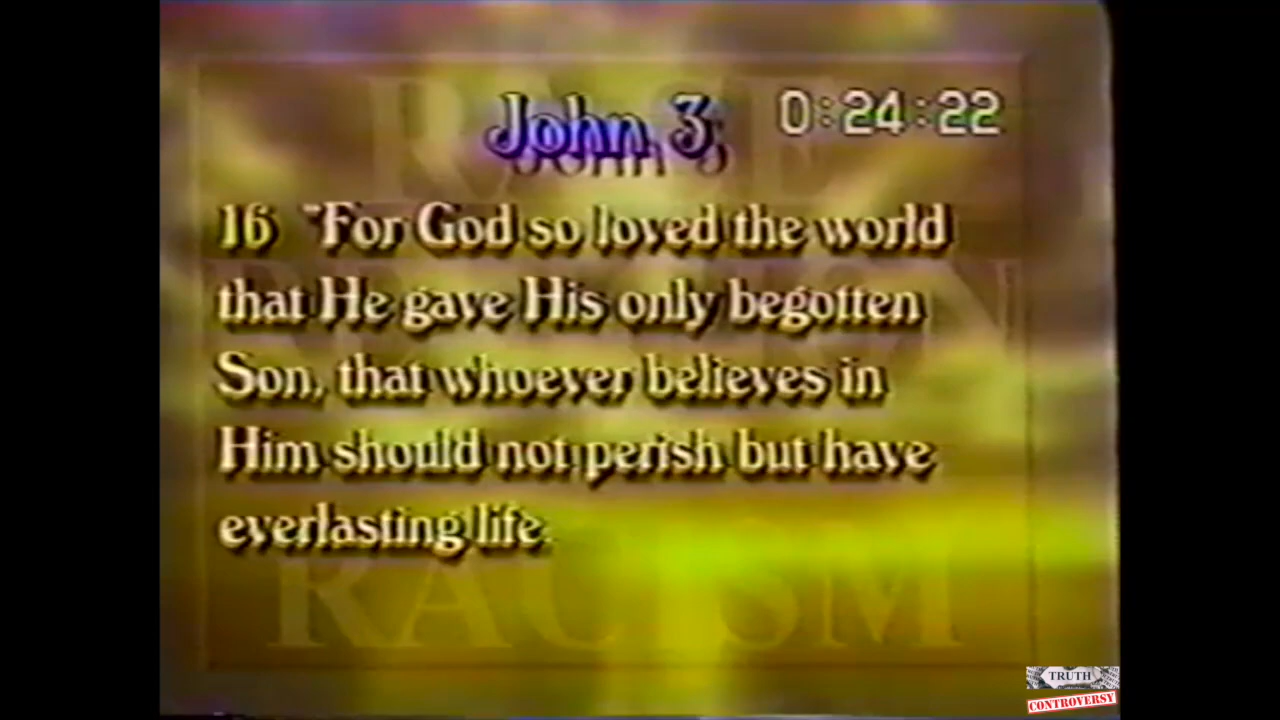 John 3
0:24:22
16 "For God so loved the world
that He gave His only begotten
Son, that whoever believes in
Him should not perish but have
everlasting life.
RACISM
TRUTH
CONTROVERSY